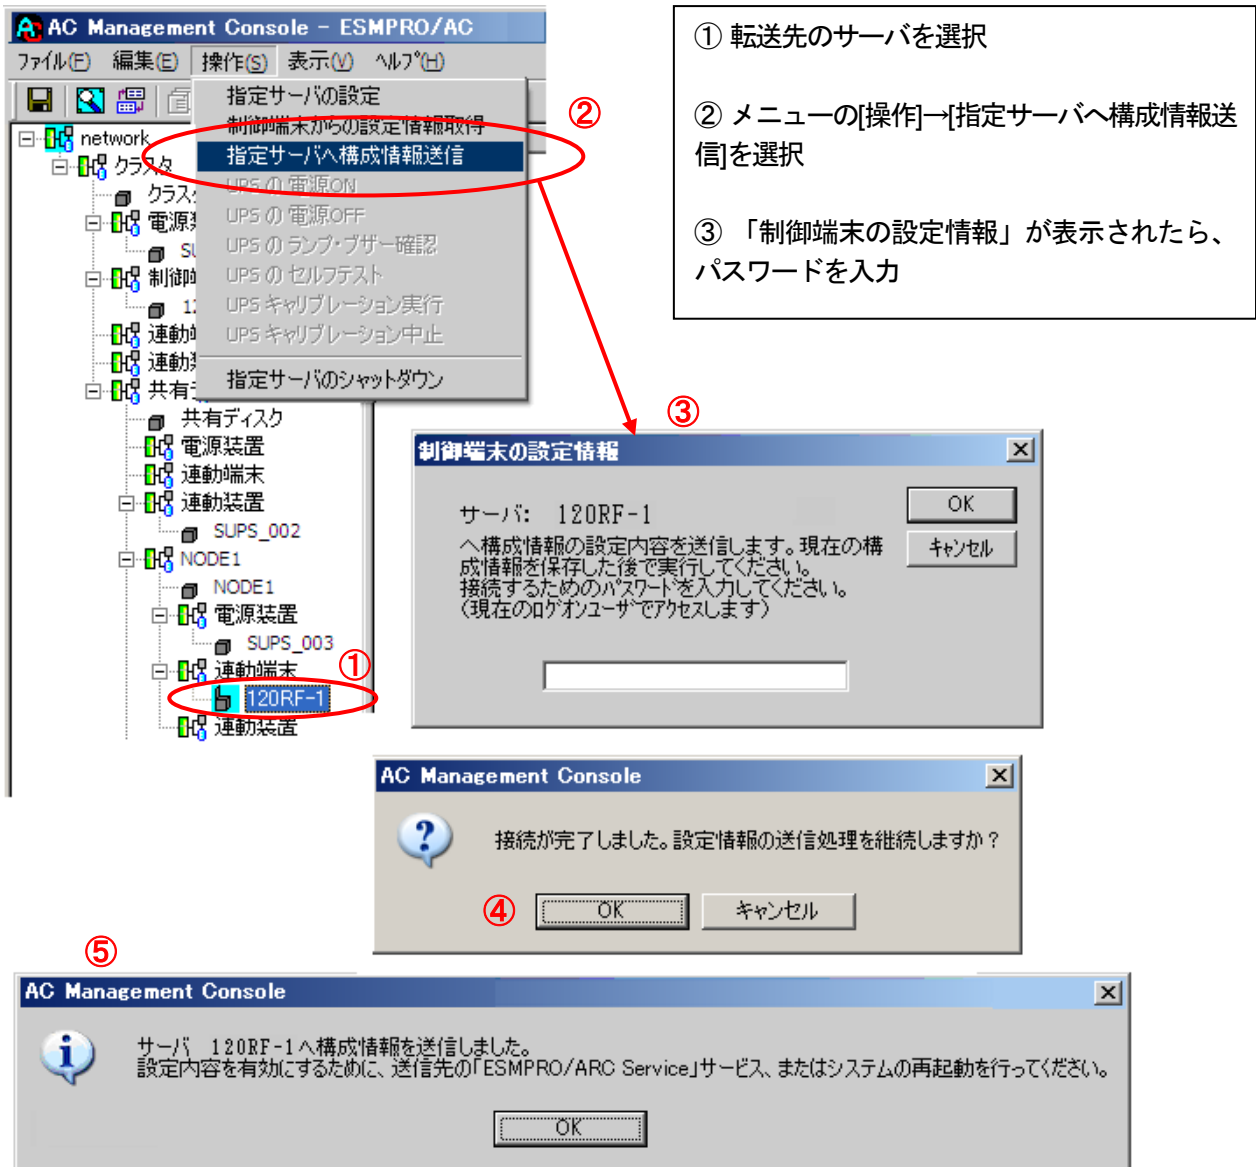 AC Management Console - ESMPRO/AC
ファイル(F) 編集(E) 操作(S) 表示(V) ヘルプ(H)
指定サーバの設定
制御端末からの設定情報取得
指定サーバへ構成情報送信
UPS の 電源ON
UPS の 電源OFF
UPS の ランプ・ブザー確認
UPS の セルフテスト
UPS キャリブレーション実行
UPS キャリブレーション中止
指定サーバのシャットダウン
②
network
クラスタ
クラス
電源
SU
制御
12
連動
連動
共有
共有ディスク
電源装置
連動端末
連動装置
SUPS_002
NODE1
NODE1
電源装置
SUPS_003
連動端末
①
120RF-1
連動装置
① 転送先のサーバを選択
② メニューの[操作]→[指定サーバへ構成情報送
信]を選択
③ 「制御端末の設定情報」が表示されたら、
パスワードを入力
③
制御端末の設定情報
サーバ: 120RF-1
へ構成情報の設定内容を送信します。現在の構
成情報を保存した後で実行してください。
接続するためのパスワードを入力してください。
(現在のログオンユーザでアクセスします)
OK
キャンセル
AC Management Console
接続が完了しました。設定情報の送信処理を継続しますか?
④
OK キャンセル
⑤
AC Management Console
サーバ 120RF-1へ構成情報を送信しました。
設定内容を有効にするために、送信先の「ESMPRO/ARC Service」サービス、またはシステムの再起動を行ってください。
OK